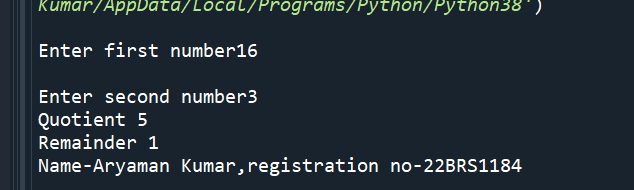 Kumar/AppData/Local/Programs/Python/Python38')
Enter first number16
Enter second number3
Quotient 5
Remainder 1
Name-Aryaman Kumar,registration no-22BRS1184